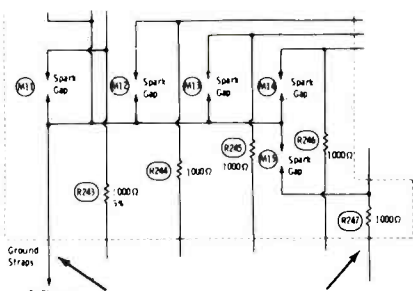 M11
Spark
Gap
M12
Spark
Gap
M13
Spark
Gap
M14
Spark
Gap
R243
1000Ω
5%
R244
1000Ω
R245
1000Ω
M15
Spark
Gap
R246
1000Ω
R247
1000Ω
Ground
Straps